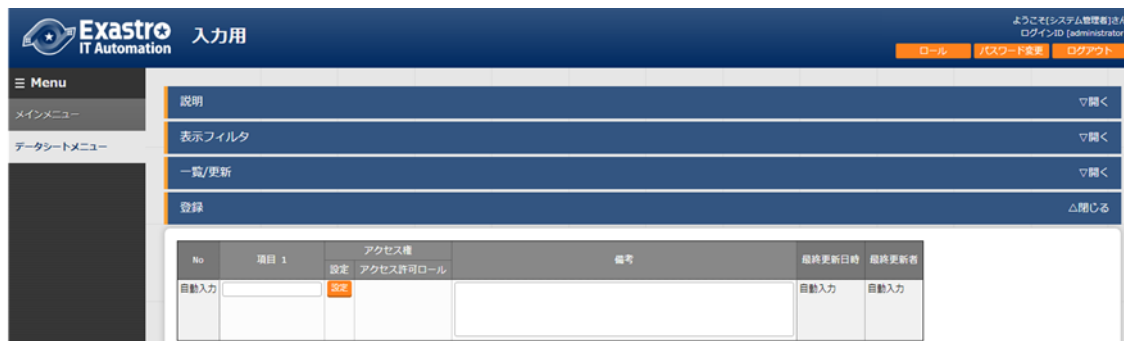 Exastro
IT Automation
入力用
ようこそ[システム管理者]さん
ログインID [administrator
ロール パスワード変更 ログアウト
☰ Menu
メインメニュー
データシートメニュー
説明 ▽開く
表示フィルタ ▽開く
一覧/更新 ▽開く
登録 △閉じる
No 項目 1 アクセス権 備考 最終更新日時 最終更新者
設定 アクセス許可ロール
自動入力 設定 自動入力 自動入力